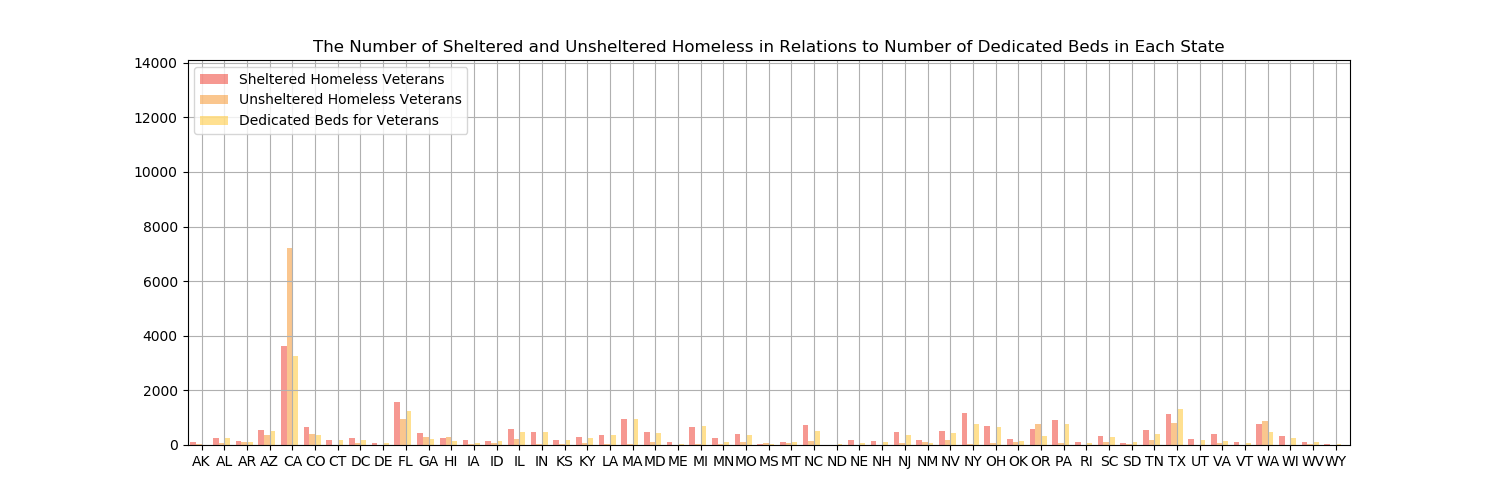 The Number of Sheltered and Unsheltered Homeless in Relations to Number of Dedicated Beds in Each State
14000
12000
10000
8000
6000
4000
2000
0
Sheltered Homeless Veterans
Unsheltered Homeless Veterans
Dedicated Beds for Veterans
AK AL AR AZ CA CO CT DC DE FL GA HI IA ID IL IN KS KY LA MA MD ME MI MN MO MS MT NC ND NE NH NJ NM NV NY OH OK OR PA RI SC SD TN TX UT VA VT WA WI WV WY